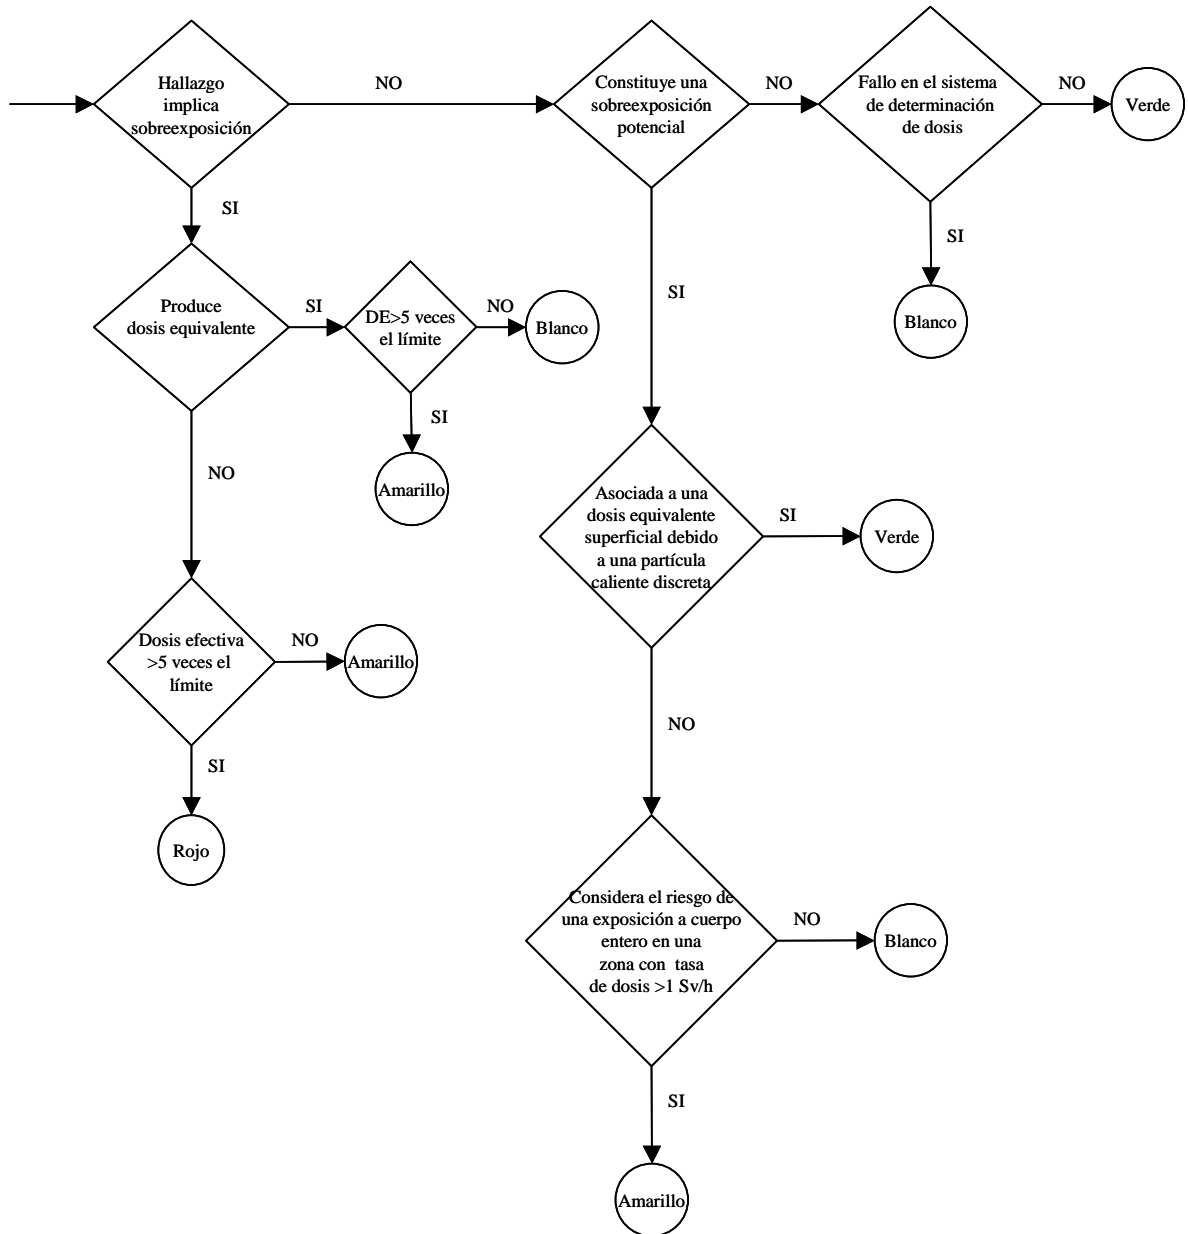 Hallazgo
implica
sobreexposición
NO
Constituye una
sobreexposición
potencial
NO
Fallo en el sistema
de determinación
de dosis
NO
Verde
SI
SI
Blanco
SI
Produce
dosis equivalente
SI
DE>5 veces
el límite
NO
Blanco
SI
Amarillo
NO
Dosis efectiva
>5 veces el
límite
NO
Amarillo
SI
Rojo
Asociada a una
dosis equivalente
superficial debido
a una partícula
caliente discreta
SI
Verde
NO
Considera el riesgo de
una exposición a cuerpo
entero en una
zona con tasa
de dosis >1 Sv/h
NO
Blanco
SI
Amarillo